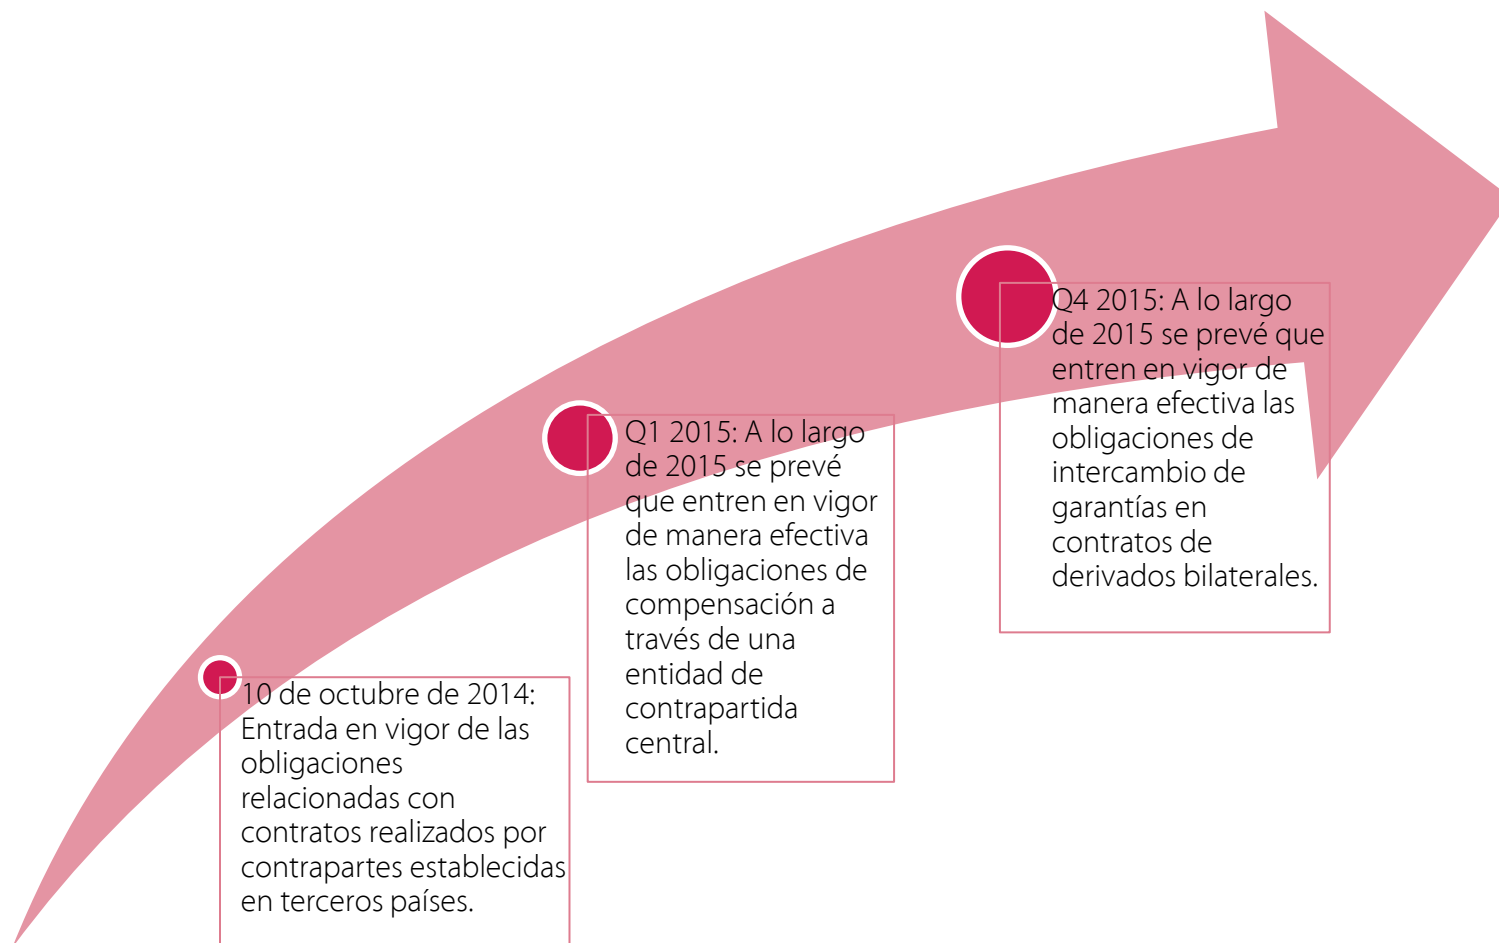 10 de octubre de 2014:
Entrada en vigor de las
obligaciones
relacionadas con
contratos realizados por
contrapartes establecidas
en terceros países.
Q1 2015: A lo largo
de 2015 se prevé
que entren en vigor
de manera efectiva
las obligaciones de
compensación a
través de una
entidad de
contrapartida
central.
Q4 2015: A lo largo
de 2015 se prevé que
entren en vigor de
manera efectiva las
obligaciones de
intercambio de
garantías en
contratos de
derivados bilaterales.